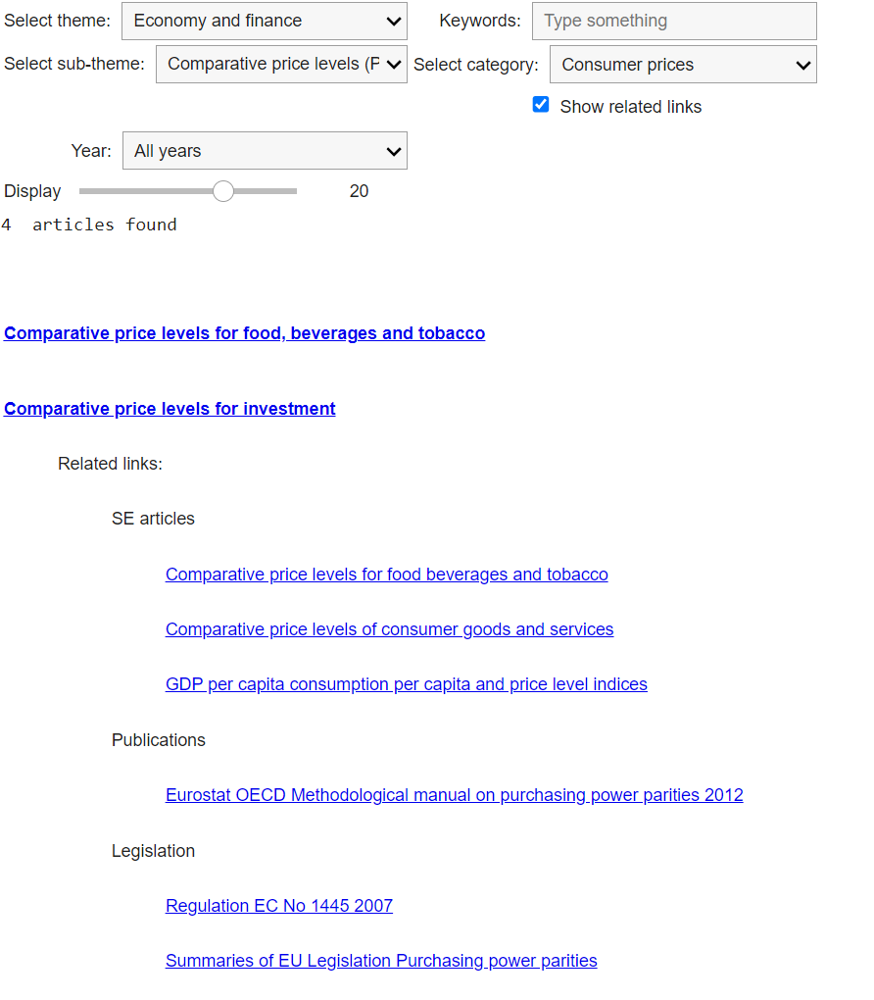 Select theme: Economy and finance Keywords: Type something
Select sub-theme: Comparative price levels (P Select category: Consumer prices
Show related links
Year: All years
Display 20
4 articles found
Comparative price levels for food, beverages and tobacco
Comparative price levels for investment
Related links:
SE articles
Comparative price levels for food beverages and tobacco
Comparative price levels of consumer goods and services
GDP per capita consumption per capita and price level indices
Publications
Eurostat OECD Methodological manual on purchasing power parities 2012
Legislation
Regulation EC No 1445 2007
Summaries of EU Legislation Purchasing power parities